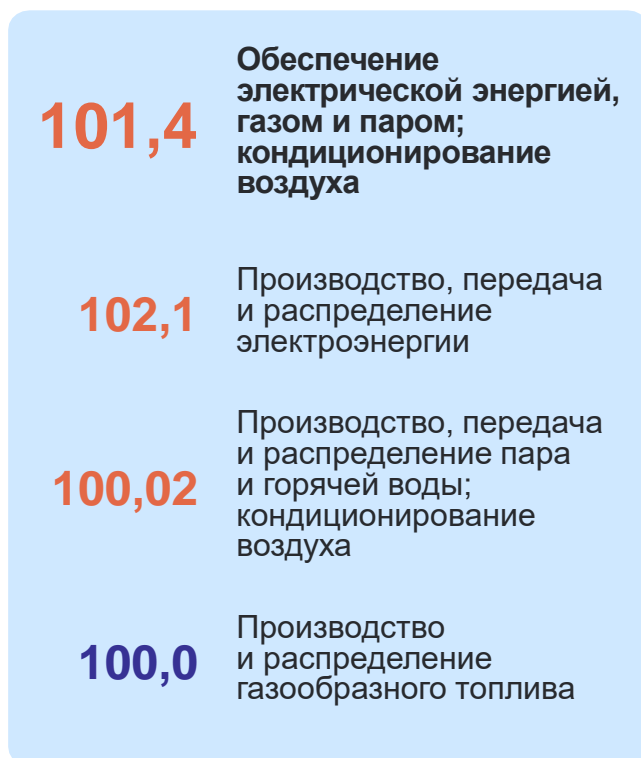 101,4
Обеспечение
электрической энергией,
газом и паром;
кондиционирование
воздуха
102,1
Производство, передача
и распределение
электроэнергии
100,02
Производство, передача
и распределение пара
и горячей воды;
кондиционирование
воздуха
100,0
Производство
и распределение
газообразного топлива